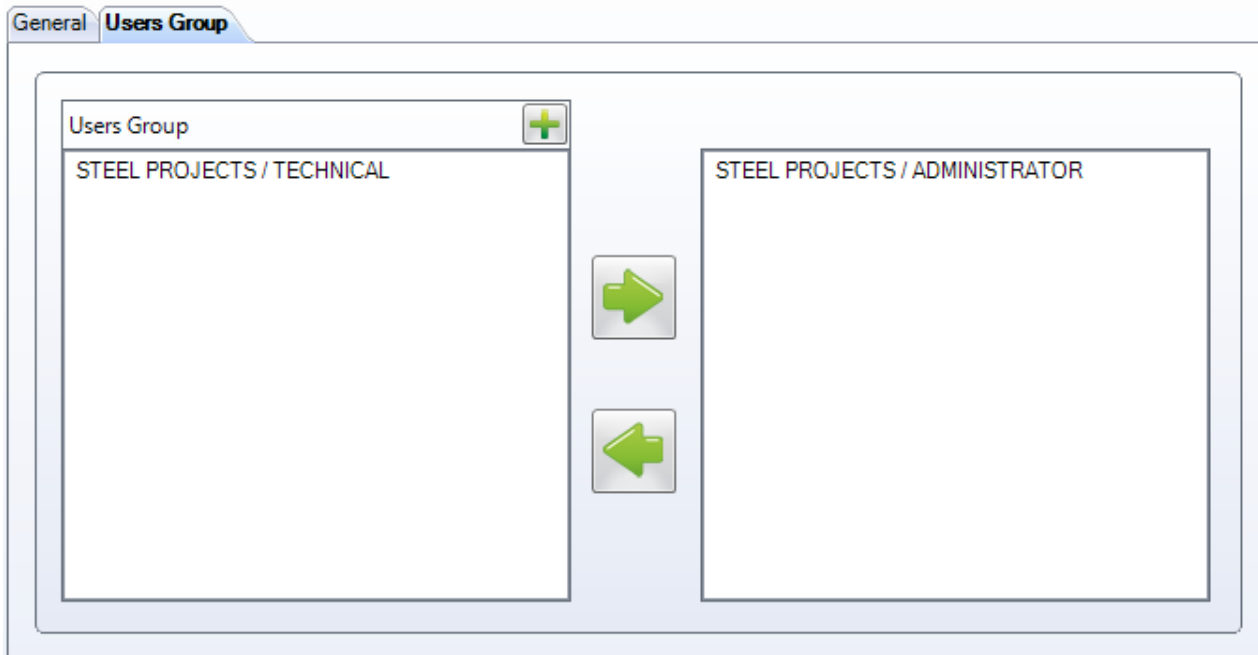 General
Users Group
Users Group
STEEL PROJECTS / TECHNICAL
STEEL PROJECTS / ADMINISTRATOR